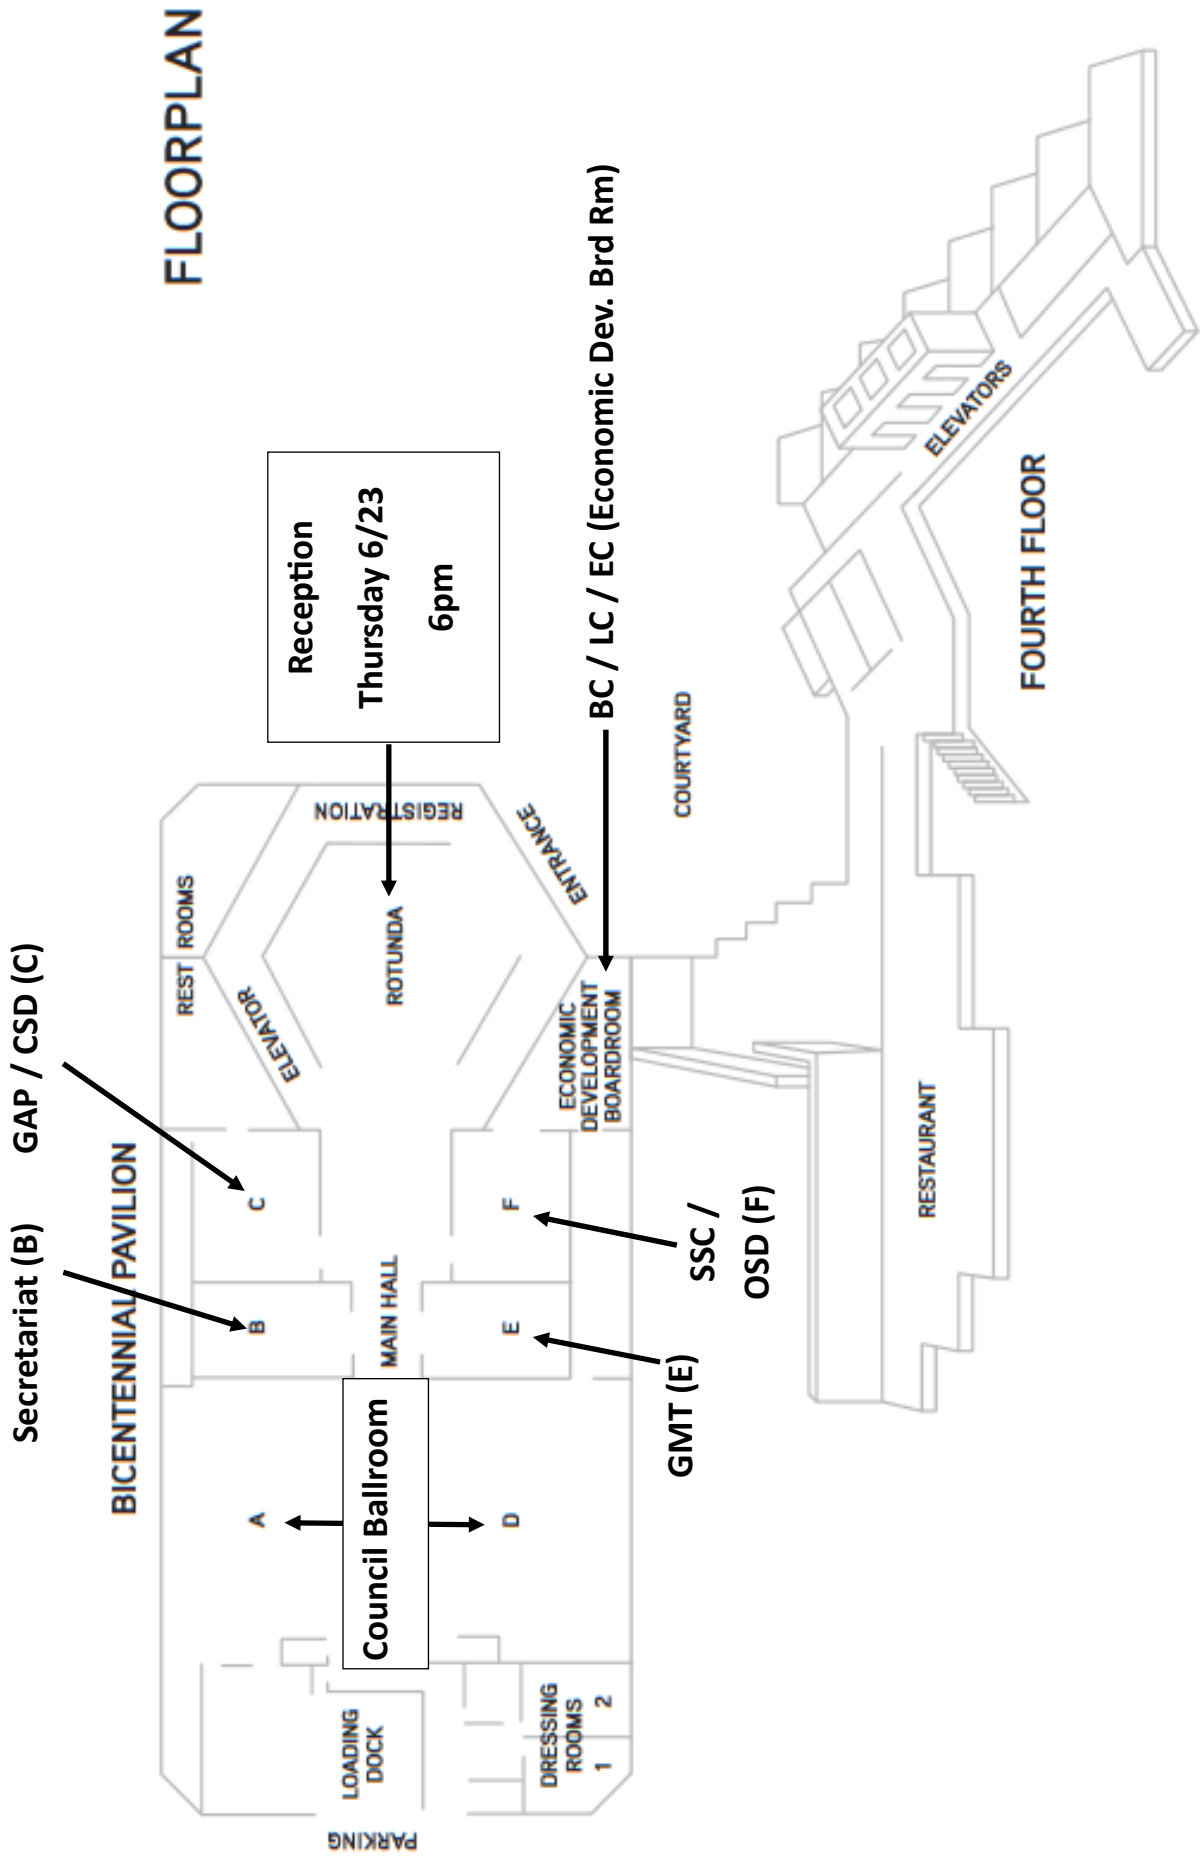 FLOORPLAN
Secretariat (B)
GAP / CSD (C)
BICENTENNIAL PAVILION
REST ROOMS
ELEVATOR
A
B
C
LOADING
DOCK
PARKING
Council Ballroom
MAIN HALL
ROTUNDA
REGISTRATION
Reception
Thursday 6/23
6pm
D
E
F
DRESSING
ROOMS
1 2
ECONOMIC
DEVELOPMENT
BOARDROOM
ENTRANCE
BC / LC / EC (Economic Dev. Brd Rm)
GMT (E)
SSC /
OSD (F)
COURTYARD
RESTAURANT
ELEVATORS
FOURTH FLOOR